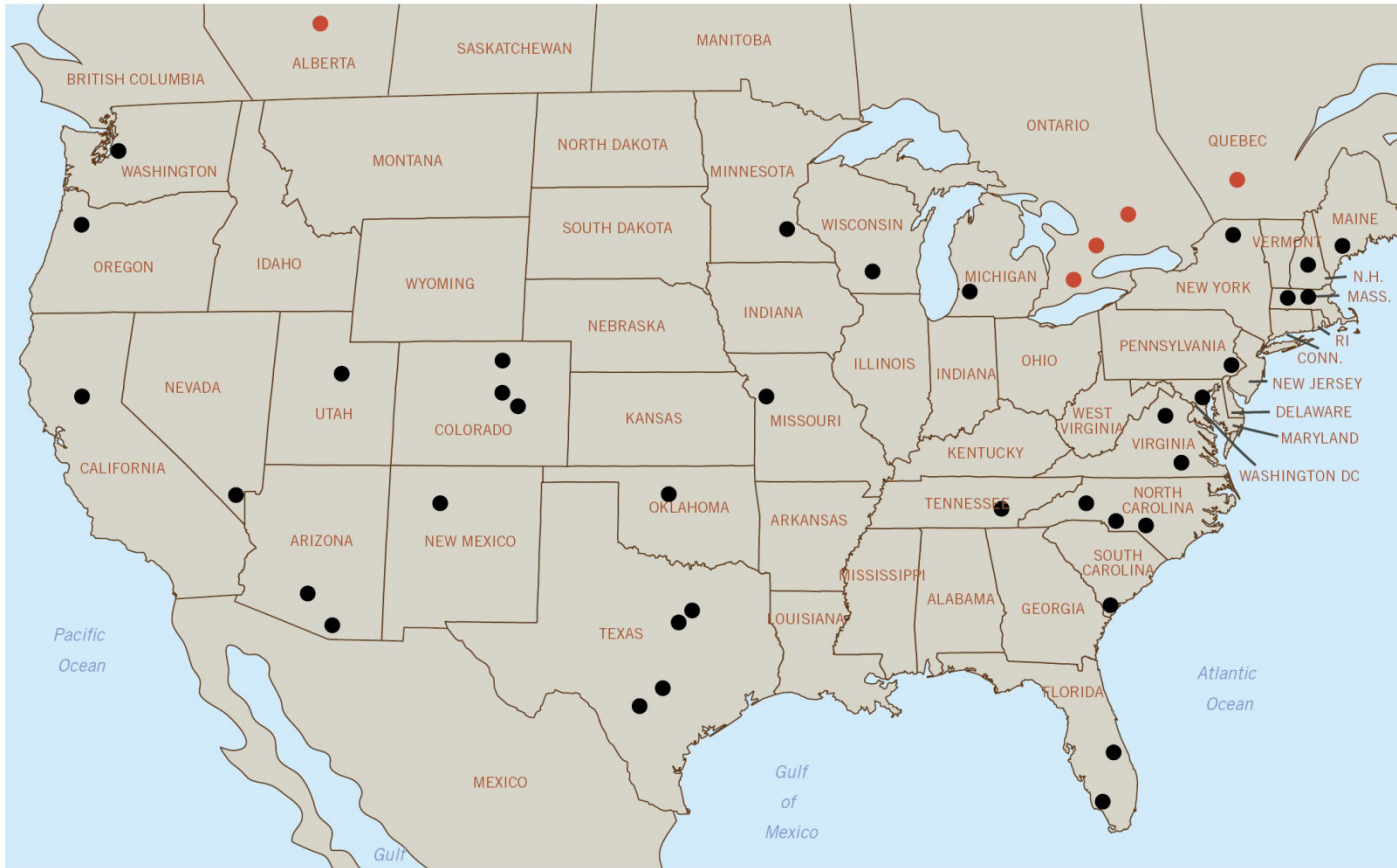 ALBERTA
SASKATCHEWAN
MANITOBA
BRITISH COLUMBIA
ONTARIO
QUEBEC
WASHINGTON
MONTANA
NORTH DAKOTA
MINNESOTA
SOUTH DAKOTA
WISCONSIN
MAINE
VERMONT
OREGON
IDAHO
WYOMING
MICHIGAN
N.H.
NEW YORK
MASS.
NEBRASKA
INDIANA
RI
PENNSYLVANIA
CONN.
NEVADA
UTAH
ILLINOIS
INDIANA
OHIO
NEW JERSEY
COLORADO
KANSAS
MISSOURI
WEST
VIRGINIA
DELAWARE
VIRGINIA
MARYLAND
CALIFORNIA
KENTUCKY
WASHINGTON DC
OKLAHOMA
TENNESSEE
NORTH
CAROLINA
ARIZONA
NEW MEXICO
ARKANSAS
SOUTH
CAROLINA
MISSISSIPPI
ALABAMA
GEORGIA
LOUISIANA
TEXAS
Pacific
Ocean
Atlantic
Ocean
FLORIDA
MEXICO
Gulf
of
Mexico
Gulf